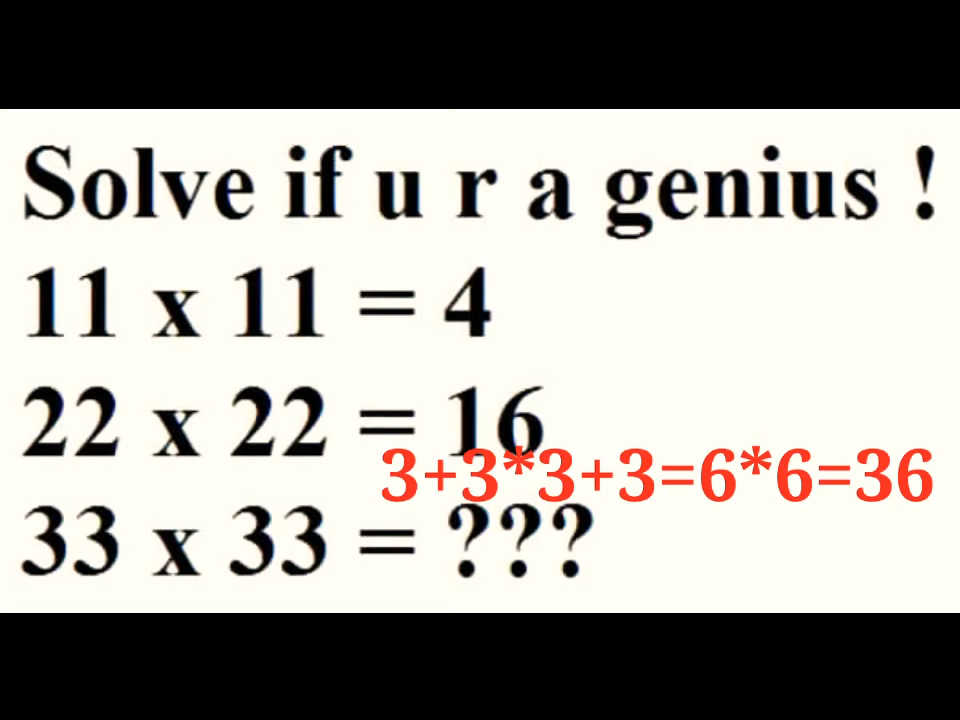 Solve if u r a genius !
11 x 11 = 4
22 x 22 = 16
3+3*3+3=6*6=36
33 x 33 = ???